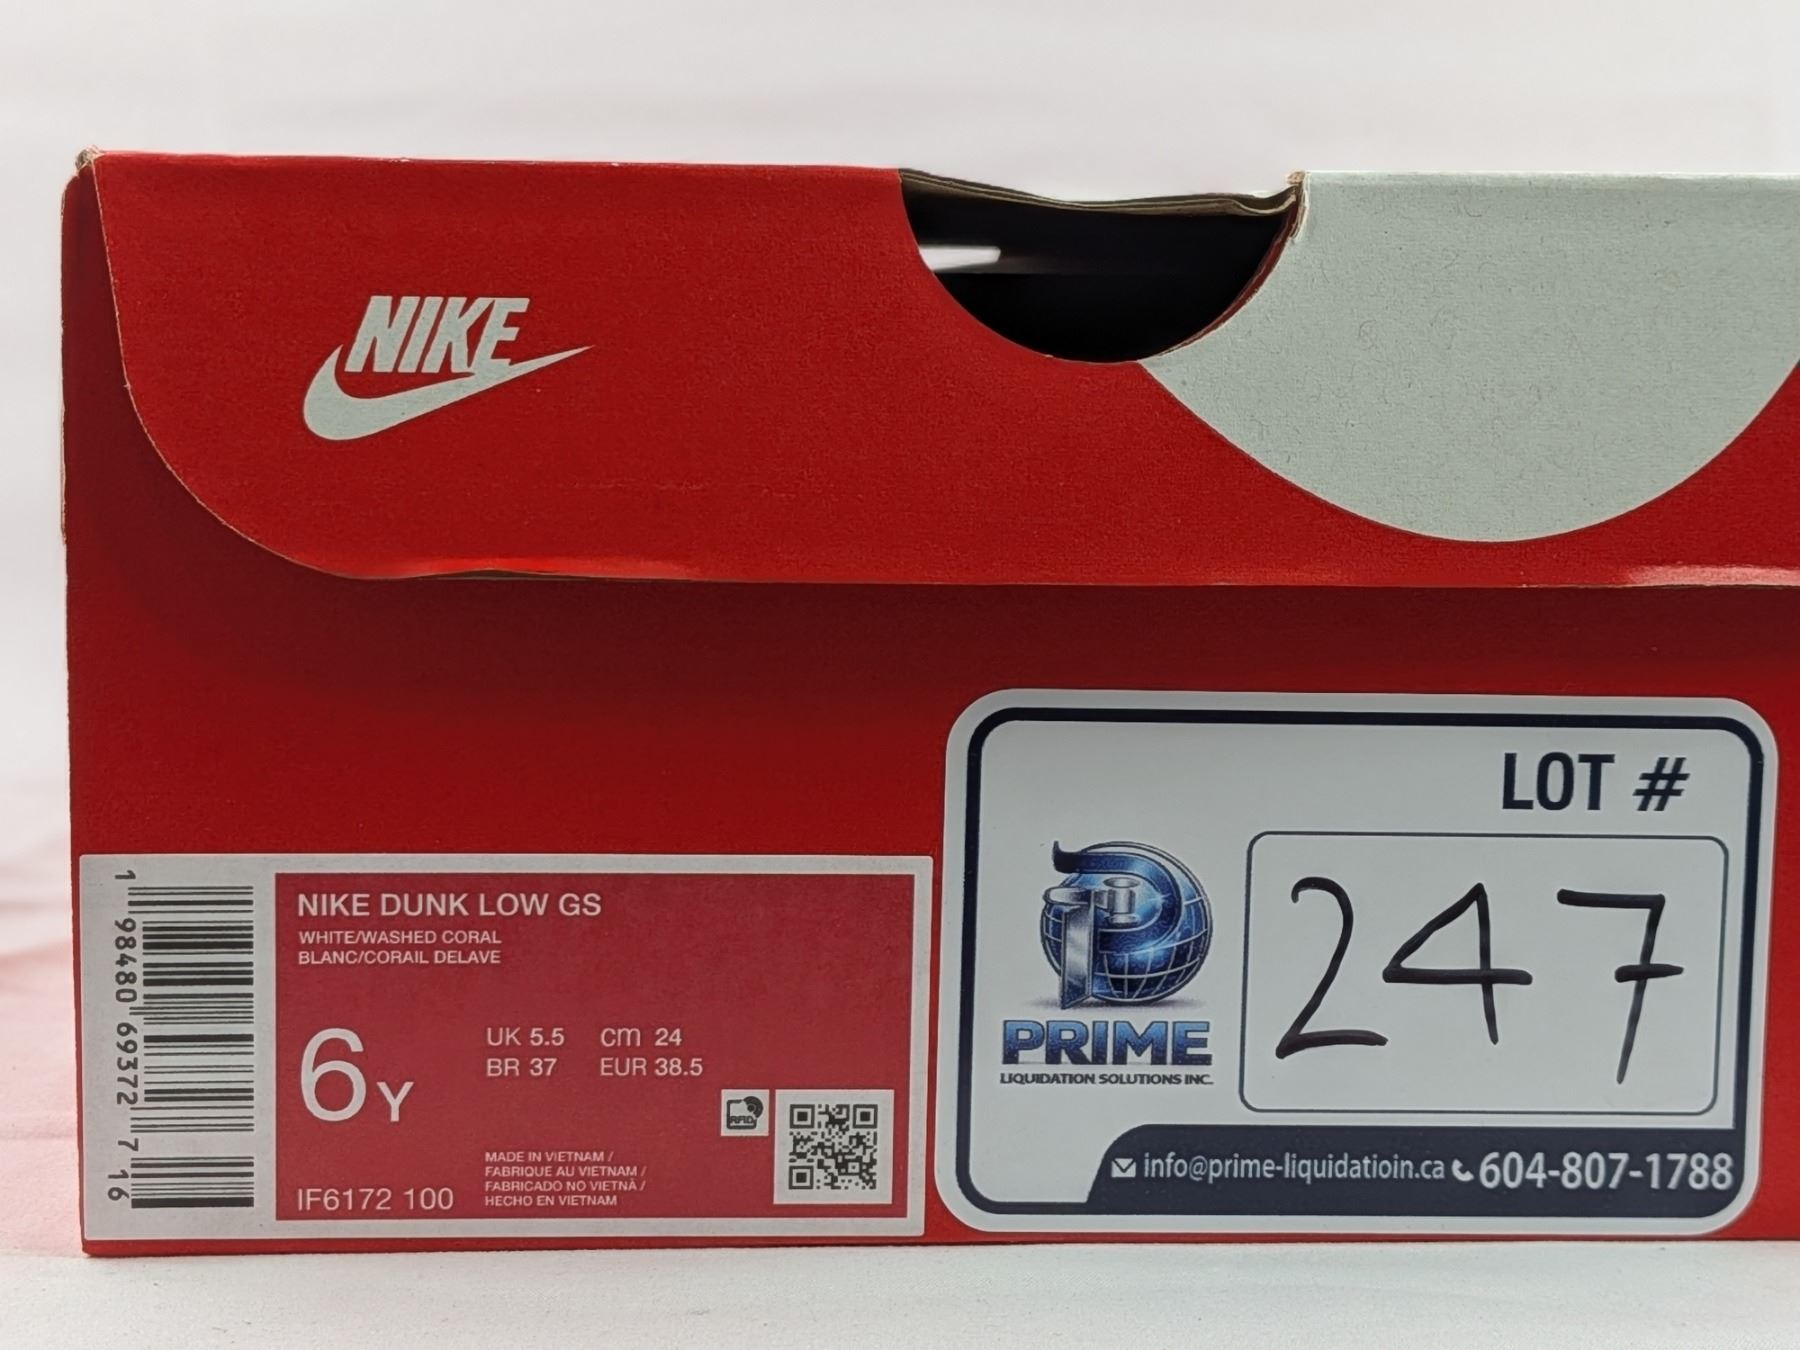 NIKE
1 98480 69372 7 16
NIKE DUNK LOW GS
WHITE/WASHED CORAL
BLANC/CORAIL DELAVE
6Y
UK 5.5 cm 24
BR 37 EUR 38.5
MADE IN VIETNAM /
FABRIQUE AU VIETNAM /
FABRICADO NO VIETNÃ /
HECHO EN VIETNAM
IF6172 100
RFID
LOT #
247
PRIME
LIQUIDATION SOLUTIONS INC.
info@prime-liquidatioin.ca 604-807-1788